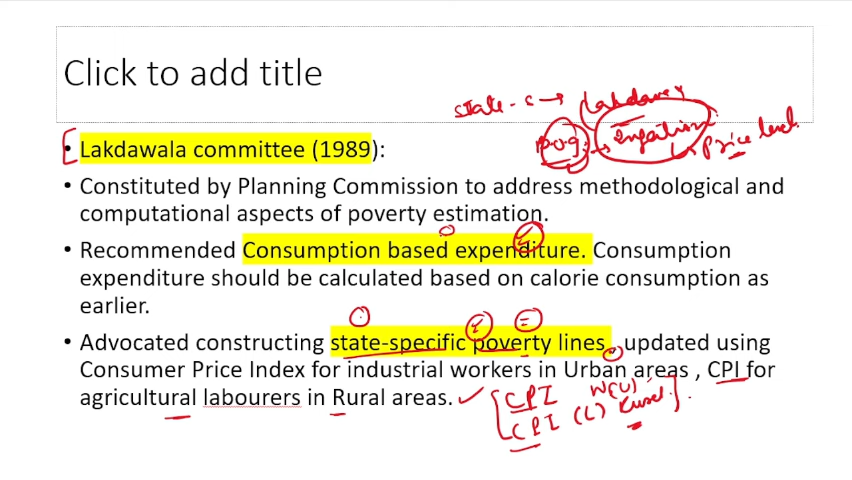 Click to add title
state-c → Lakdawala
Pov → Price level
• Lakdawala committee (1989):
• Constituted by Planning Commission to address methodological and
computational aspects of poverty estimation.
• Recommended Consumption based expenditure. Consumption
expenditure should be calculated based on calorie consumption as
earlier.
• Advocated constructing state-specific poverty lines, updated using
Consumer Price Index for industrial workers in Urban areas , CPI for
agricultural labourers in Rural areas.
CPI W(U)
CPI (L) Rural